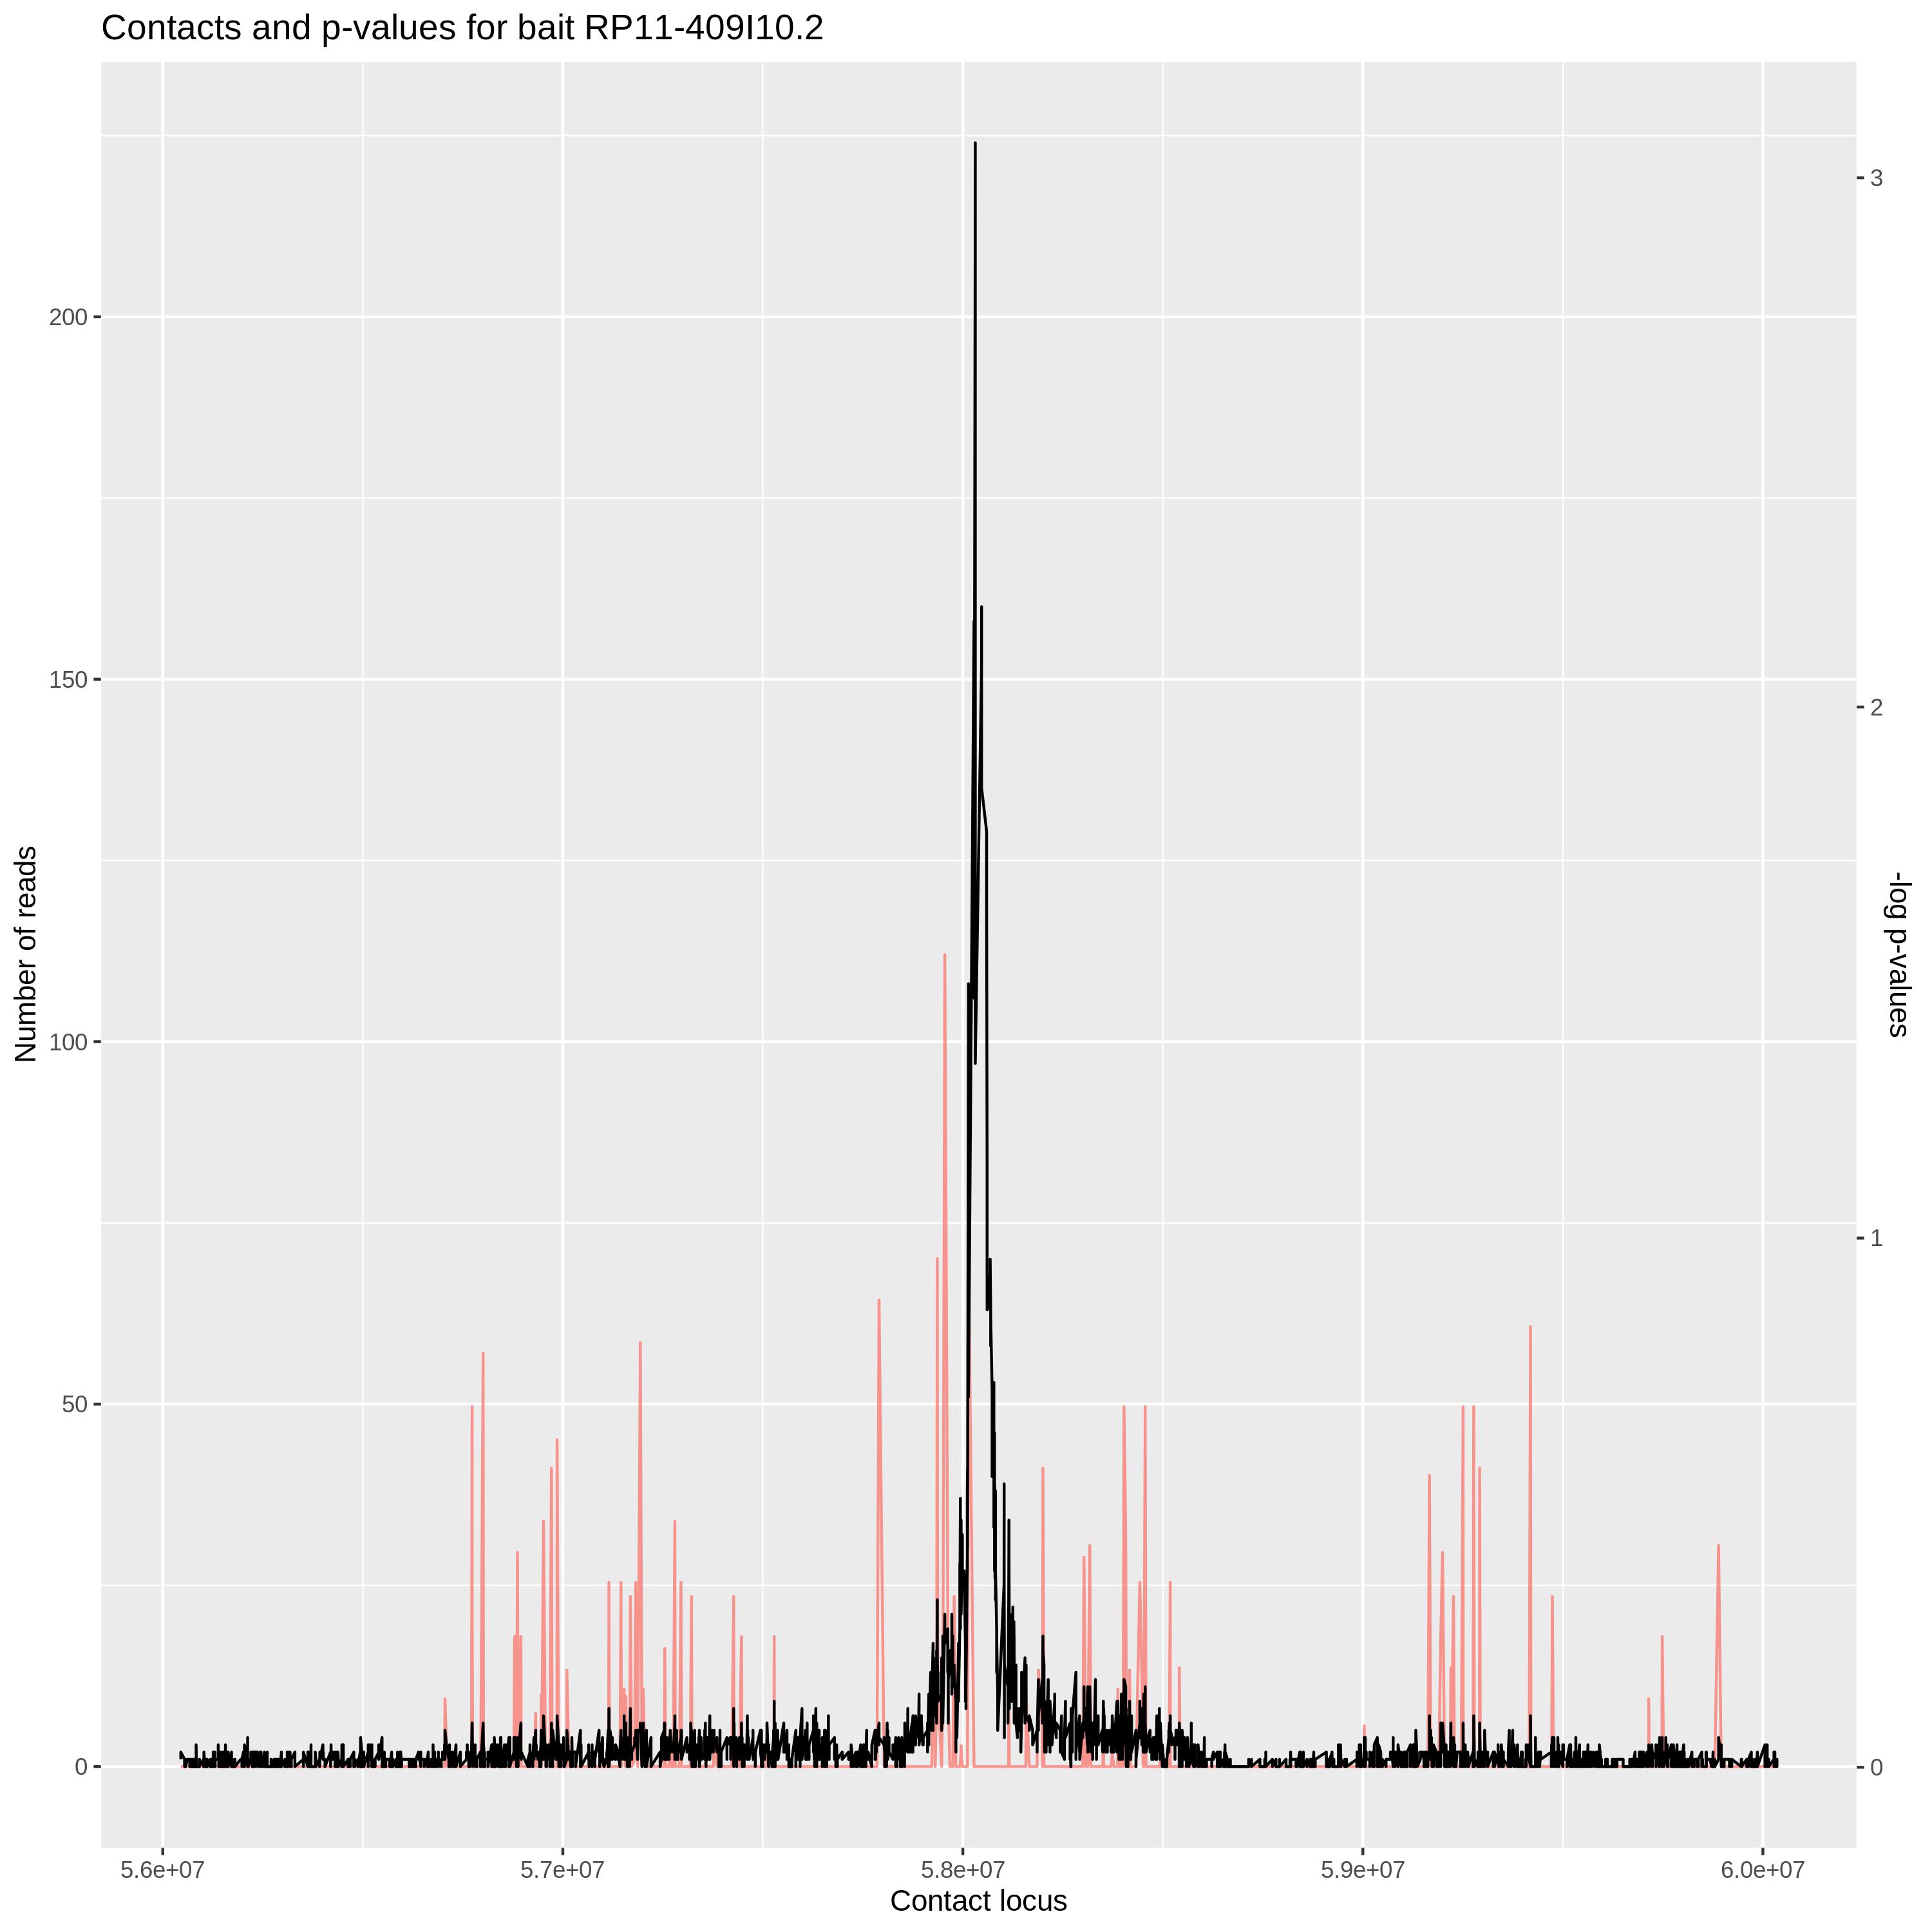 Contacts and p-values for bait RP11-409I10.2
Number of reads
200
150
100
50
0
3
2
1
0
-log p-values
5.6e+07 5.7e+07 5.8e+07 5.9e+07 6.0e+07
Contact locus